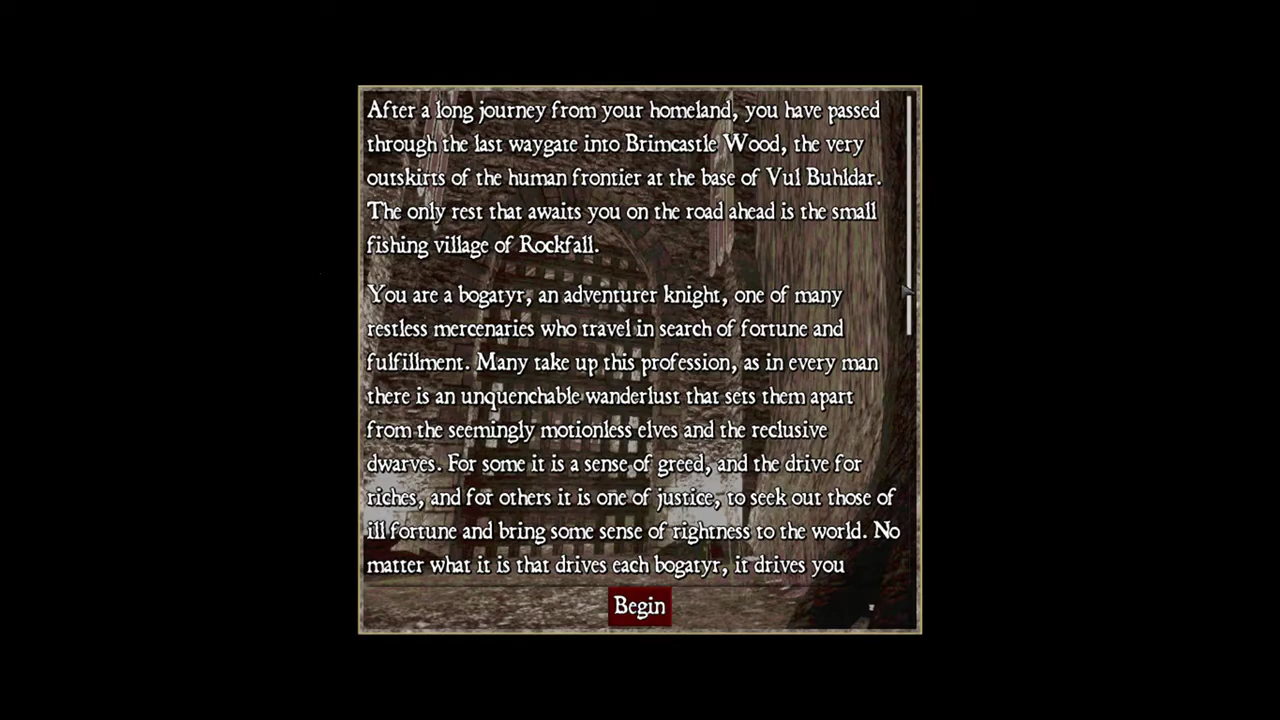 After a long journey from your homeland, you have passed
through the last waygate into Brimcastle Wood, the very
outskirts of the human frontier at the base of Vul Buhldar.
The only rest that awaits you on the road ahead is the small
fishing village of Rockfall.
You are a bogatyr, an adventurer knight, one of many
restless mercenaries who travel in search of fortune and
fulfillment. Many take up this profession, as in every man
there is an unquenchable wanderlust that sets them apart
from the seemingly motionless elves and the reclusive
dwarves. For some it is a sense of greed, and the drive for
riches, and for others it is one of justice, to seek out those of
ill fortune and bring some sense of rightness to the world. No
matter what it is that drives each bogatyr, it drives you
Begin